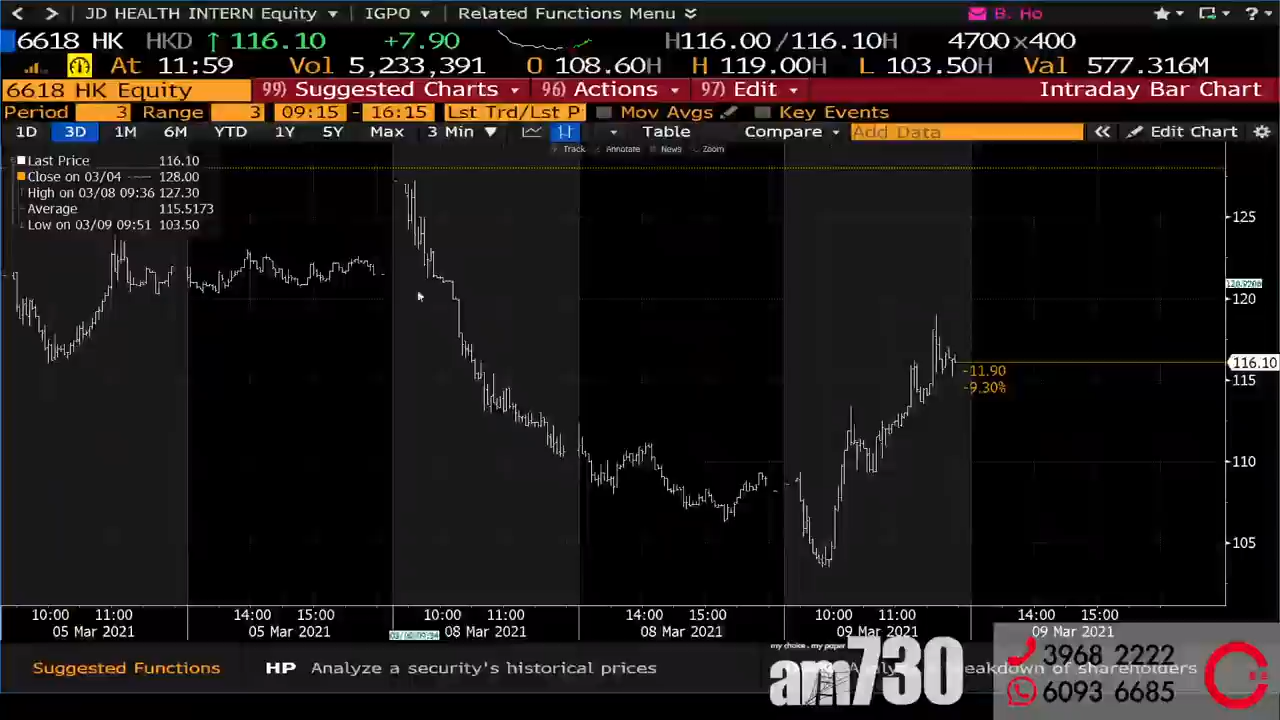 JD HEALTH INTERN Equity IGPO Related Functions Menu B. Ho ?
6618 HK HKD ↑ 116.10 +7.90 H116.00/116.10H 4700×400
At 11:59 Vol 5,233,391 O 108.60H H 119.00H L 103.50H Val 577.316M
6618 HK Equity 99) Suggested Charts 96) Actions 97) Edit Intraday Bar Chart
Period 3 Range 3 09:15 - 16:15 Lst Trd/Lst P Mov Avgs Key Events
1D 3D 1M 6M YTD 1Y 5Y Max 3 Min Table Compare Add Data Edit Chart
Track Annotate News Zoom
Last Price 116.10
Close on 03/04 128.00
High on 03/08 09:36 127.30
Average 115.5173
Low on 03/09 09:51 103.50
125
120
116.10
115
110
105
-11.90
-9.30%
10:00 11:00 14:00 15:00 10:00 11:00 14:00 15:00 10:00 11:00 14:00 15:00
05 Mar 2021 05 Mar 2021 08 Mar 2021 08 Mar 2021 09 Mar 2021 09 Mar 2021
my choice . my paper
am730
3968 2222
6093 6685
Suggested Functions HP Analyze a security's historical prices breakdown of shareholders